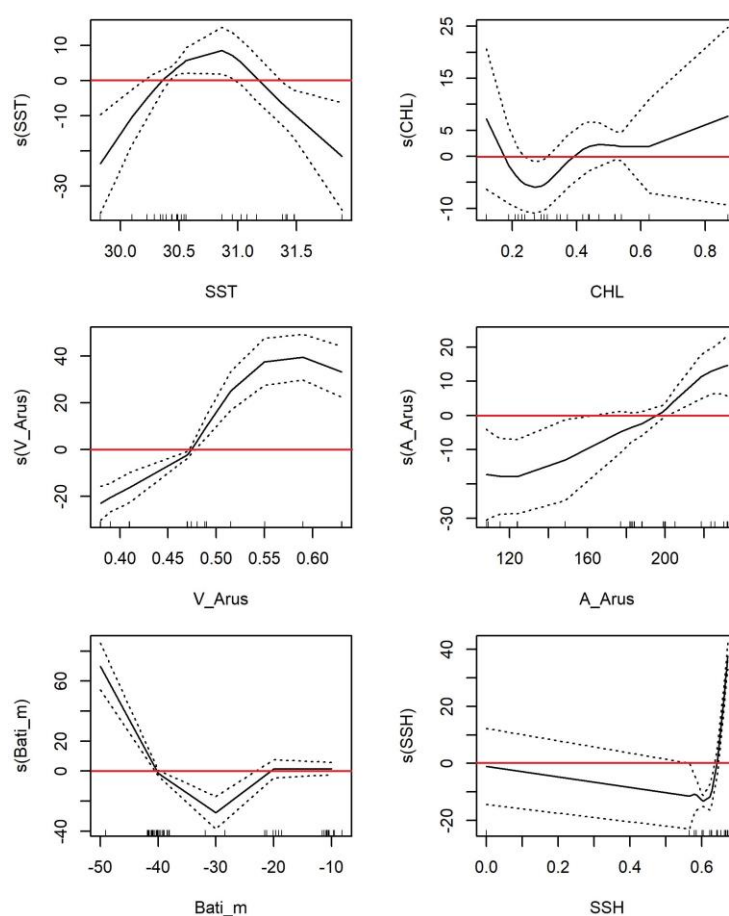 s(SST)
10
0
-10
-30
30.0 30.5 31.0 31.5
SST
s(CHL)
25
15
5
0
-10
0.2 0.4 0.6 0.8
CHL
s(V_Arus)
40
20
0
-20
0.40 0.45 0.50 0.55 0.60
V_Arus
s(A_Arus)
20
10
0
-10
-30
120 160 200
A_Arus
s(Bati_m)
60
20
0
-40
-50 -40 -30 -20 -10
Bati_m
s(SSH)
40
20
0
-20
0.0 0.2 0.4 0.6
SSH